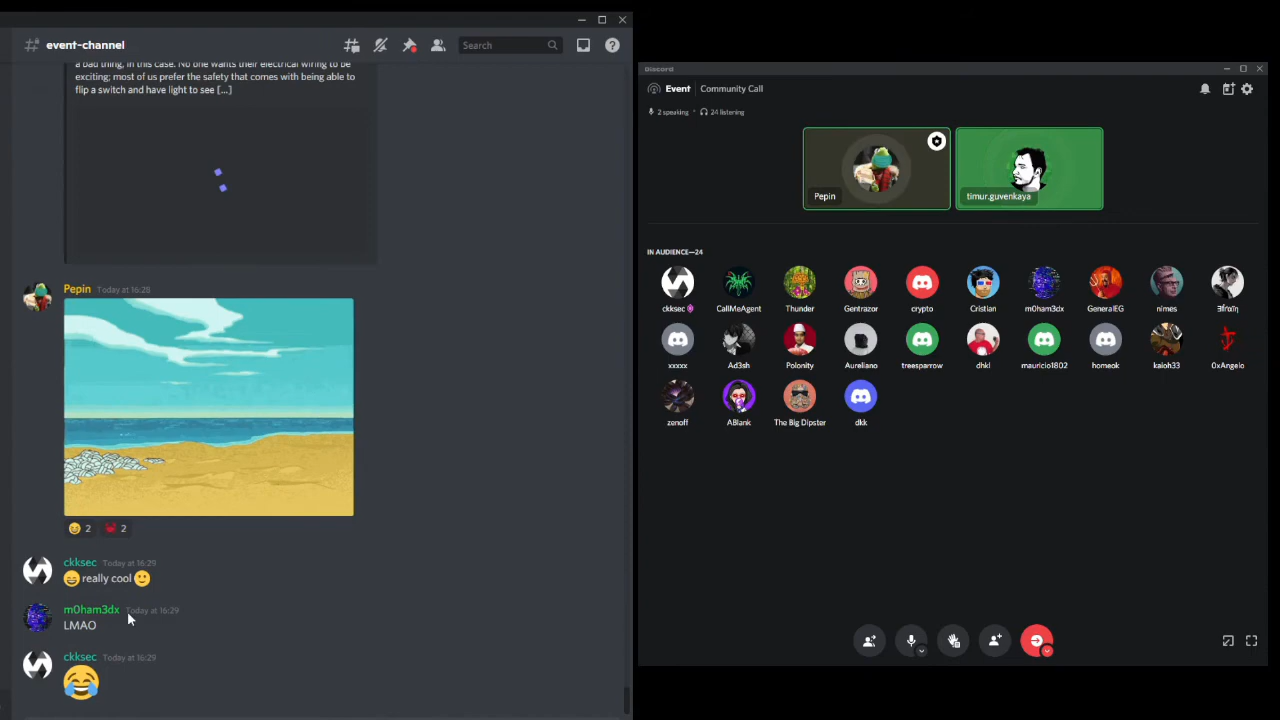 event-channel
Search
a bad thing, in this case. No one wants their electrical wiring to be
exciting; most of us prefer the safety that comes with being able to
flip a switch and have light to see [...]
Pepin Today at 16:28
2 2
ckksec Today at 16:29
really cool
m0ham3dx Today at 16:29
LMAO
ckksec Today at 16:29
Discord
Event Community Call
2 speaking • 24 listening
Pepin timur.guvenkaya
IN AUDIENCE—24
ckksec CallMeAgent Thunder Gentrazor crypto Cristian m0ham3dx GeneralEG nimes
xxxxx Ad3sh Polonity Aureliano treesparrow dhkl mauricio1802 homeok kaloh33 0xAngelo
zenoff ABlank The Big Dipster dkk